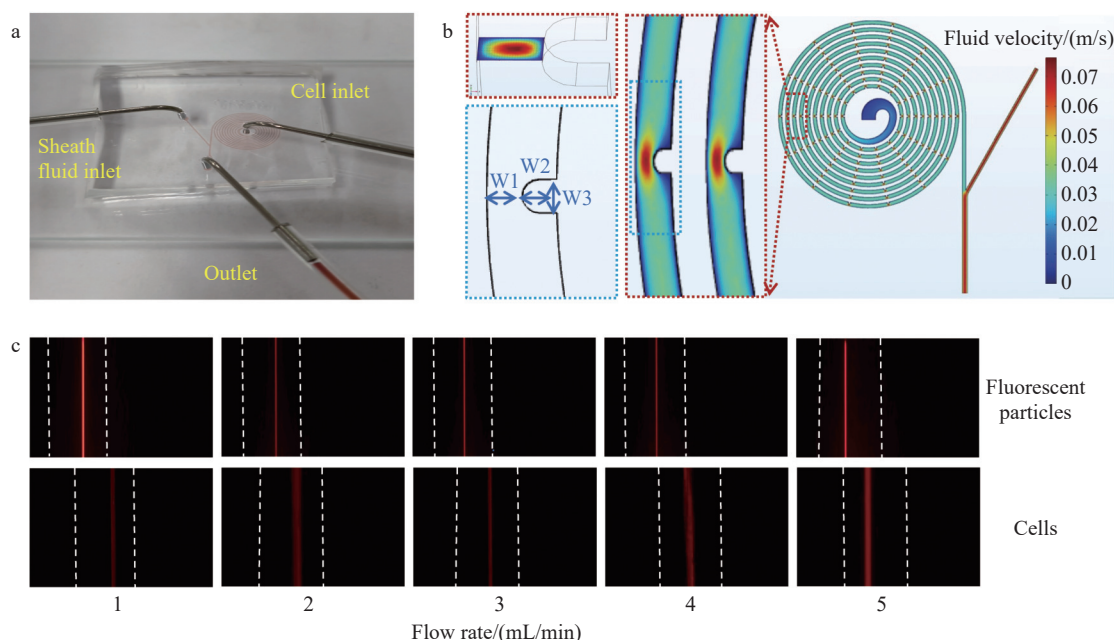 a
Cell inlet
Sheath
fluid inlet
Outlet
b
W2
W1
W3
Fluid velocity/(m/s)
0.07
0.06
0.05
0.04
0.03
0.02
0.01
0
c
Fluorescent
particles
Cells
1 2 3 4 5
Flow rate/(mL/min)